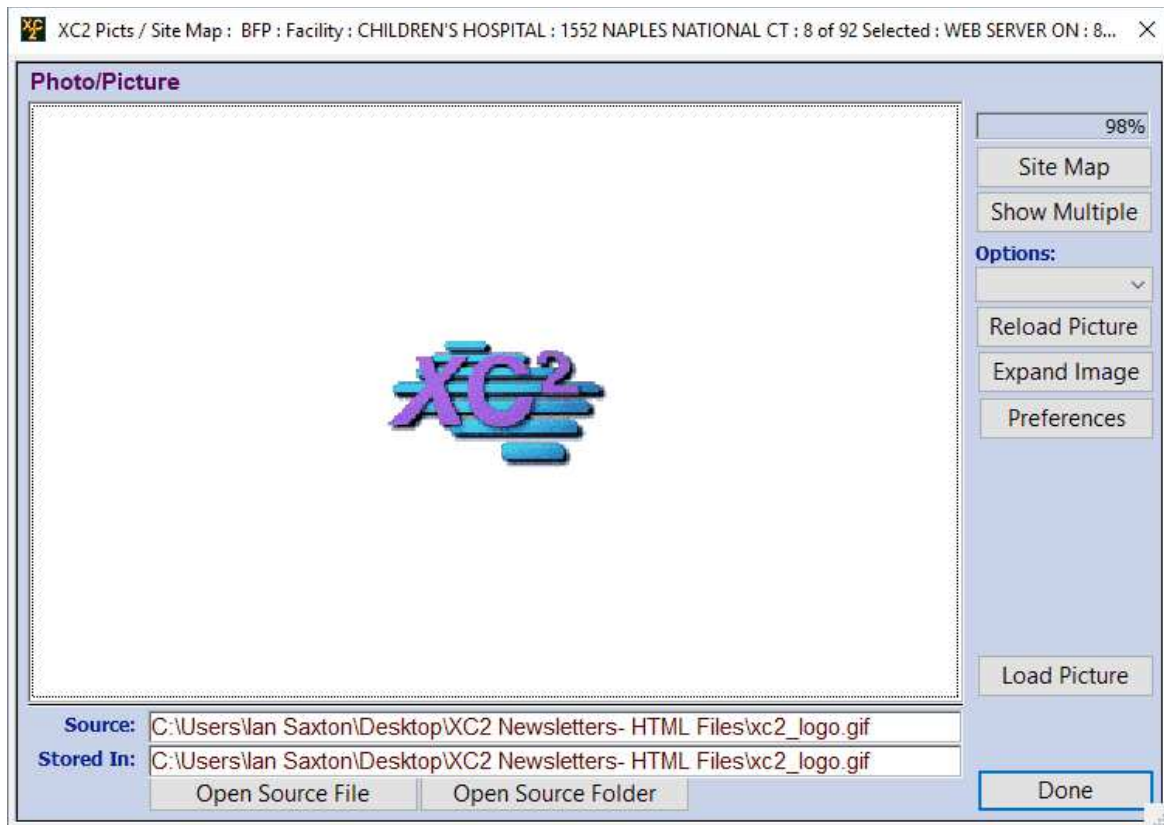 XC2 Picts / Site Map : BFP : Facility : CHILDREN'S HOSPITAL : 1552 NAPLES NATIONAL CT : 8 of 92 Selected : WEB SERVER ON : 8...
Photo/Picture
98%
Site Map
Show Multiple
Options:
Reload Picture
Expand Image
Preferences
XC²
Load Picture
Source: C:\Users\Ian Saxton\Desktop\XC2 Newsletters- HTML Files\xc2_logo.gif
Stored In: C:\Users\Ian Saxton\Desktop\XC2 Newsletters- HTML Files\xc2_logo.gif
Open Source File Open Source Folder
Done